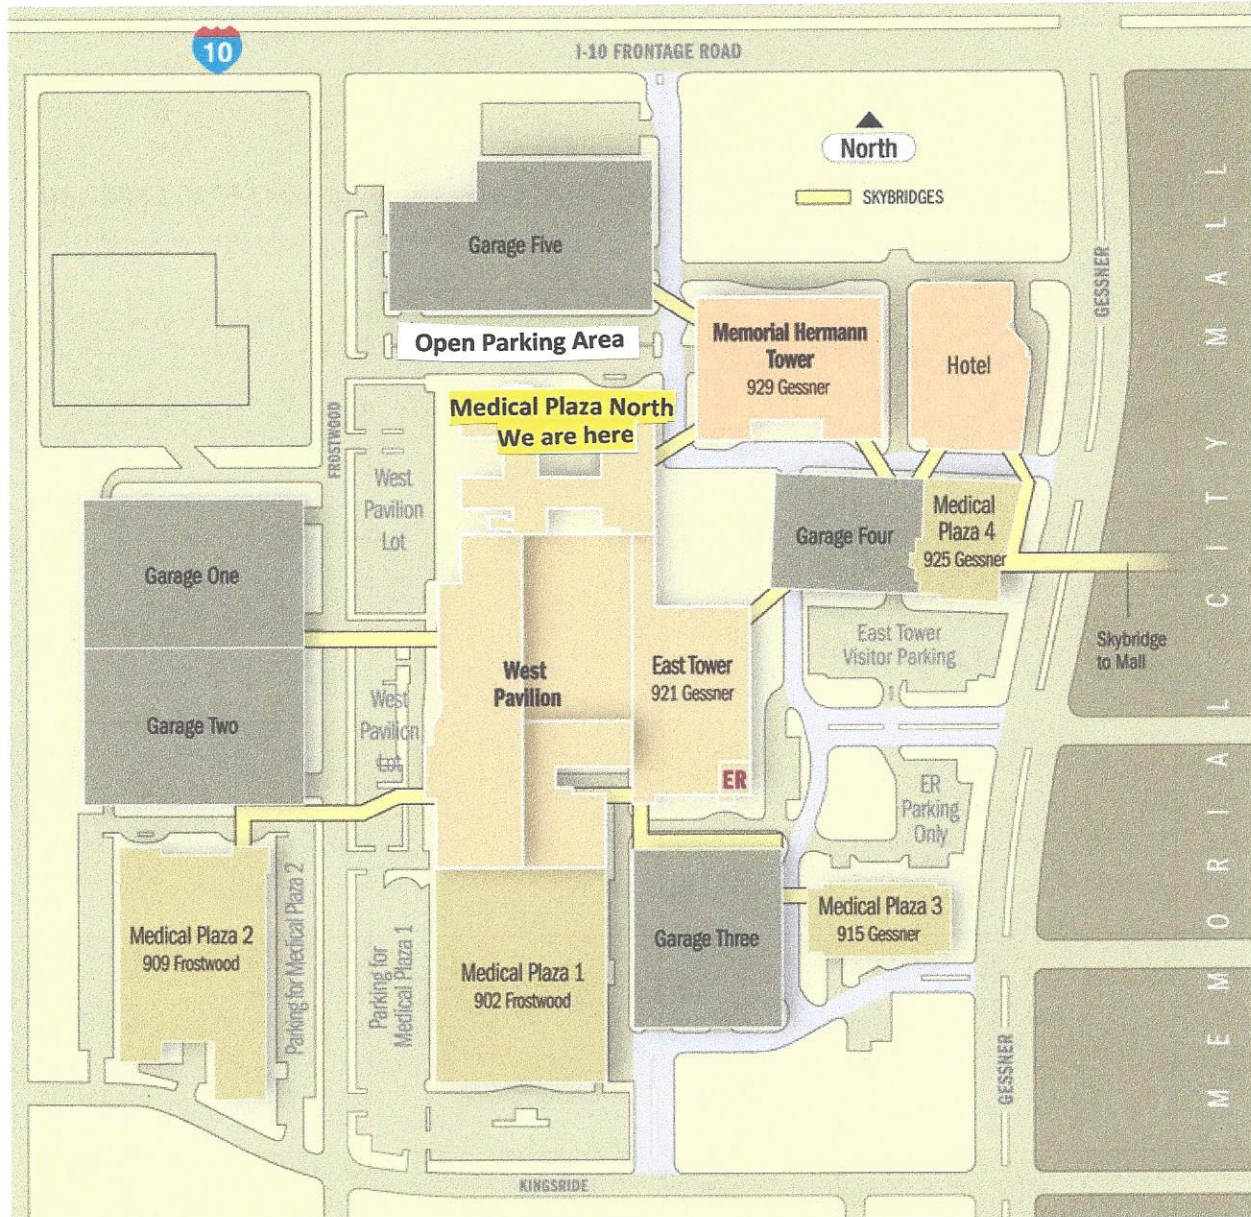 10
I-10 FRONTAGE ROAD
North
SKYBRIDGES
GESSNER
Garage Five
Open Parking Area
Memorial Hermann
Tower
929 Gessner
Hotel
Medical Plaza North
We are here
FROSTWOOD
West
Pavilion
Lot
Garage One
Garage Four
Medical
Plaza 4
925 Gessner
East Tower
Visitor Parking
Skybridge
to Mall
West
Pavilion
East Tower
921 Gessner
Garage Two
West
Pavilion
Lot
ER
ER
Parking
Only
Medical Plaza 2
909 Frostwood
Parking for Medical Plaza 2
Parking for
Medical Plaza 1
Medical Plaza 1
902 Frostwood
Garage Three
Medical Plaza 3
915 Gessner
GESSNER
MEMORIAL CITY MALL
KINGSRIDE